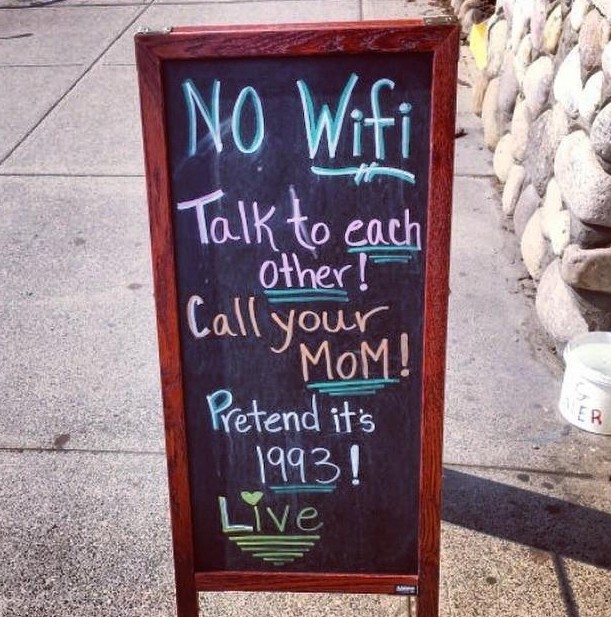 NO Wifi
Talk to each
other!
Call your
MOM!
Pretend it's
1993!
Live